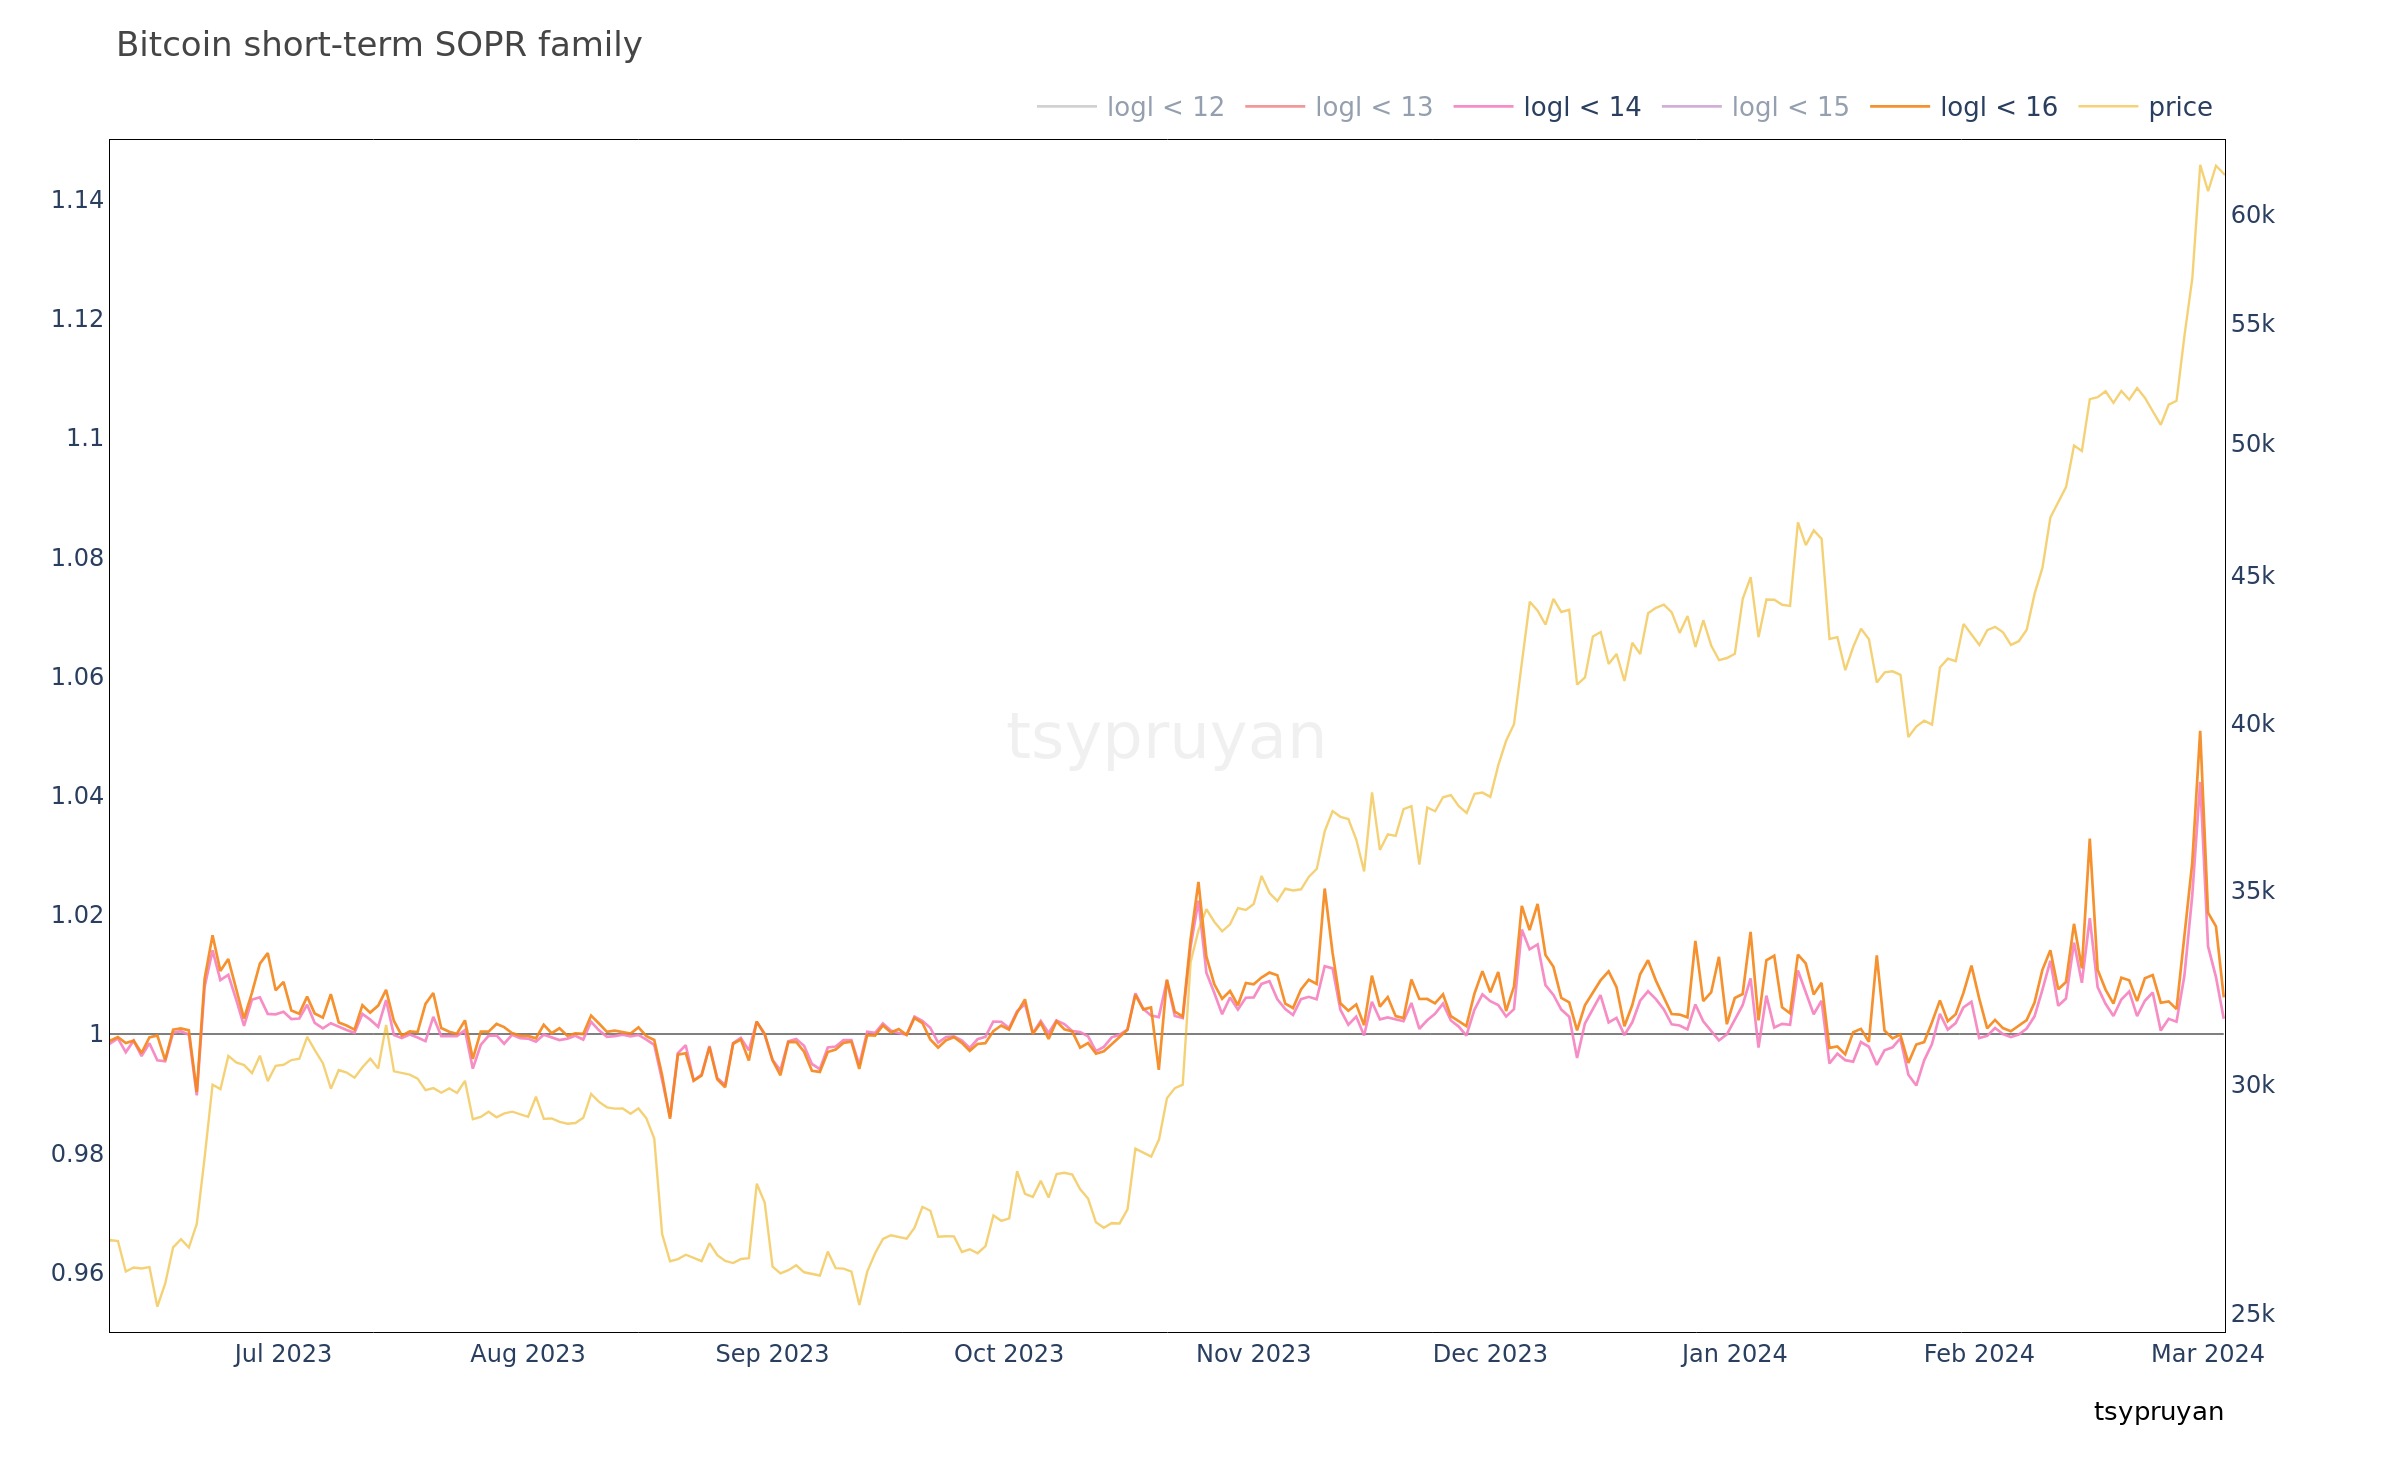 Bitcoin short-term SOPR family
logl < 12 logl < 13 logl < 14 logl < 15 logl < 16 price
1.14
1.12
1.1
1.08
1.06
1.04
1.02
1
0.98
0.96
60k
55k
50k
45k
40k
35k
30k
25k
tsypruyan
Jul 2023 Aug 2023 Sep 2023 Oct 2023 Nov 2023 Dec 2023 Jan 2024 Feb 2024 Mar 2024
tsypruyan